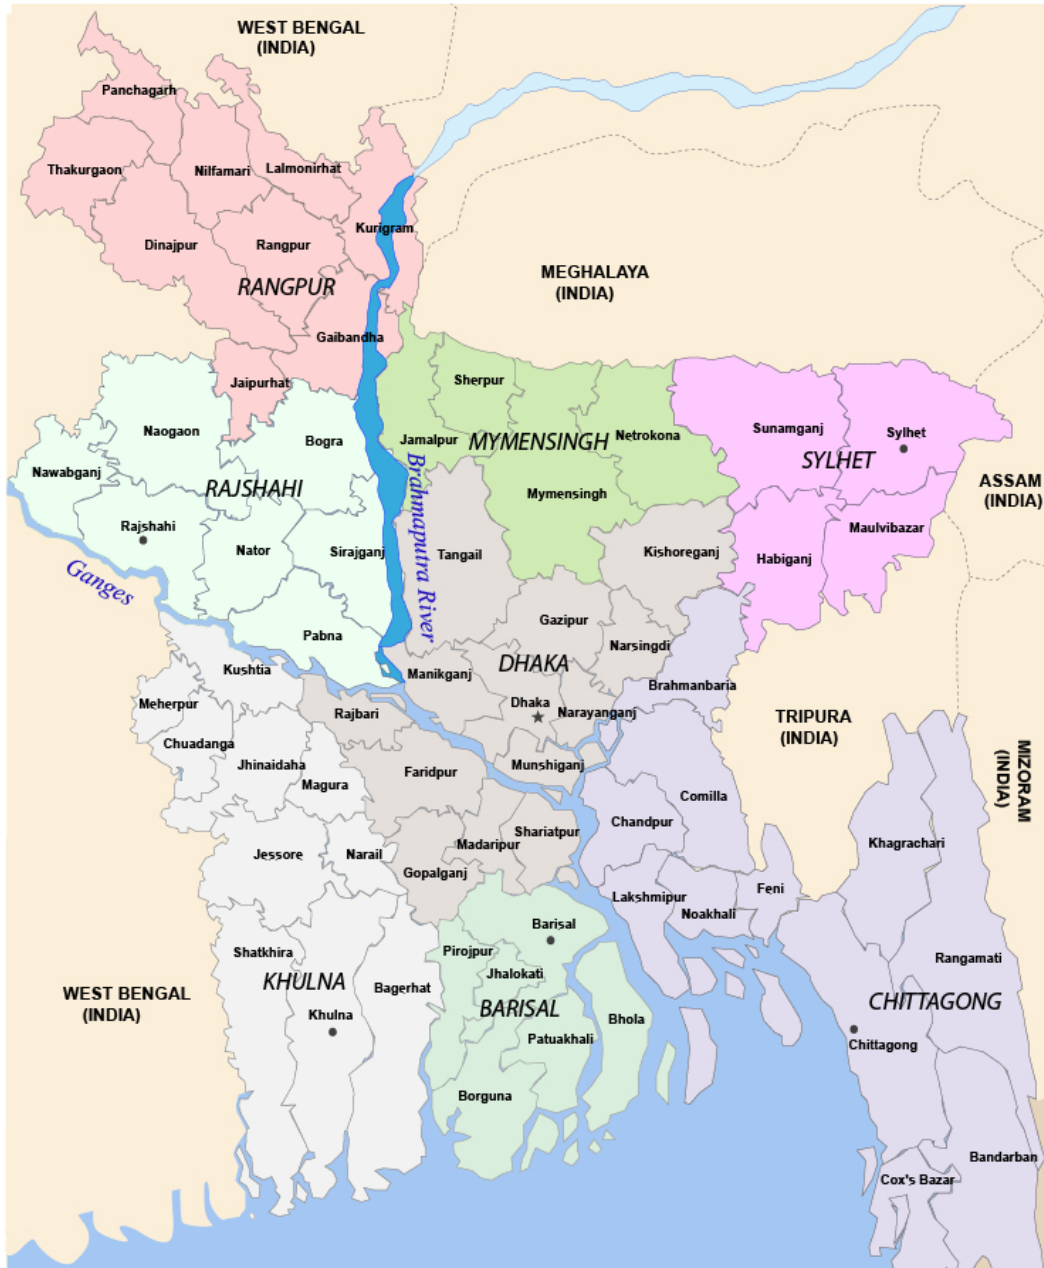 WEST BENGAL
(INDIA)
Panchagarh
Thakurgaon
Nilfamari
Lalmonirhat
Kurigram
Dinajpur
Rangpur
RANGPUR
MEGHALAYA
(INDIA)
Gaibandha
Jaipurhat
Sherpur
Naogaon
Bogra
Jamalpur
MYMENSINGH
Netrokona
Sunamganj
Sylhet
SYLHET
Nawabganj
RAJSHAHI
Brahmaputra River
Mymensingh
ASSAM
(INDIA)
Rajshahi
Nator
Sirajganj
Tangail
Kishoreganj
Habiganj
Maulvibazar
Ganges
Pabna
Gazipur
Narsingdi
Kushtia
Manikganj
DHAKA
Brahmanbaria
Meherpur
Rajbari
Dhaka
Narayanganj
TRIPURA
(INDIA)
Chuadanga
Jhinaidaha
Magura
Faridpur
Munshiganj
MIZORAM
(INDIA)
Comilla
Chandpur
Shariatpur
Madaripur
Khagrachari
Jessore
Narail
Gopalganj
Lakshmipur
Noakhali
Feni
Barisal
Shatkhira
Pirojpur
Jhalokati
Rangamati
WEST BENGAL
(INDIA)
KHULNA
Bagerhat
BARISAL
CHITTAGONG
Khulna
Bhola
Patuakhali
Chittagong
Borguna
Bandarban
Cox's Bazar